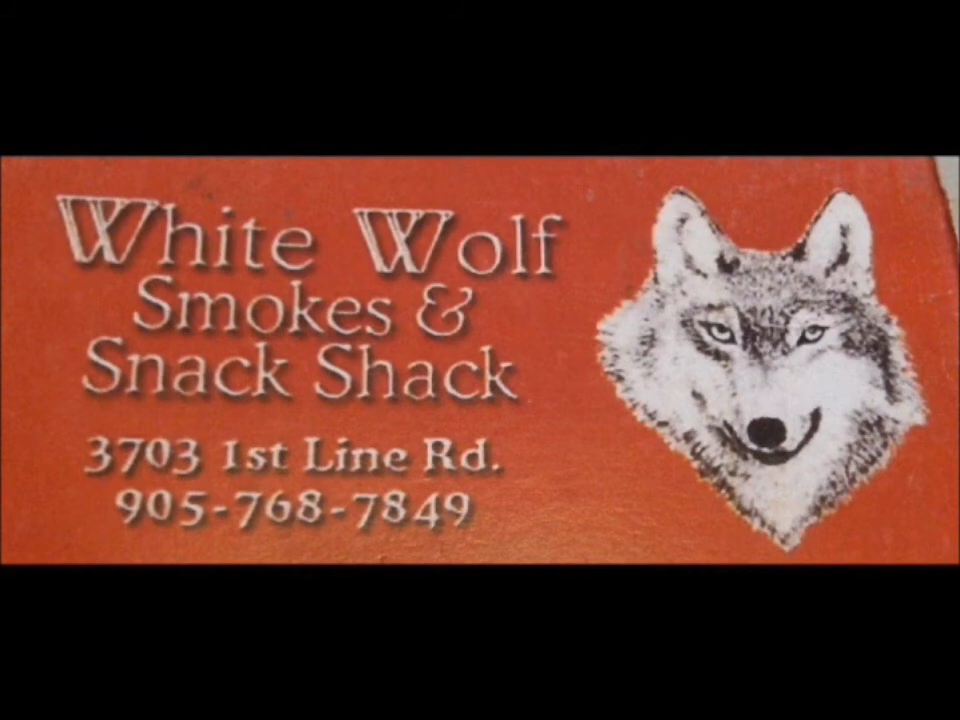 White Wolf
Smokes &
Snack Shack
3703 1st Line Rd.
905-768-7849